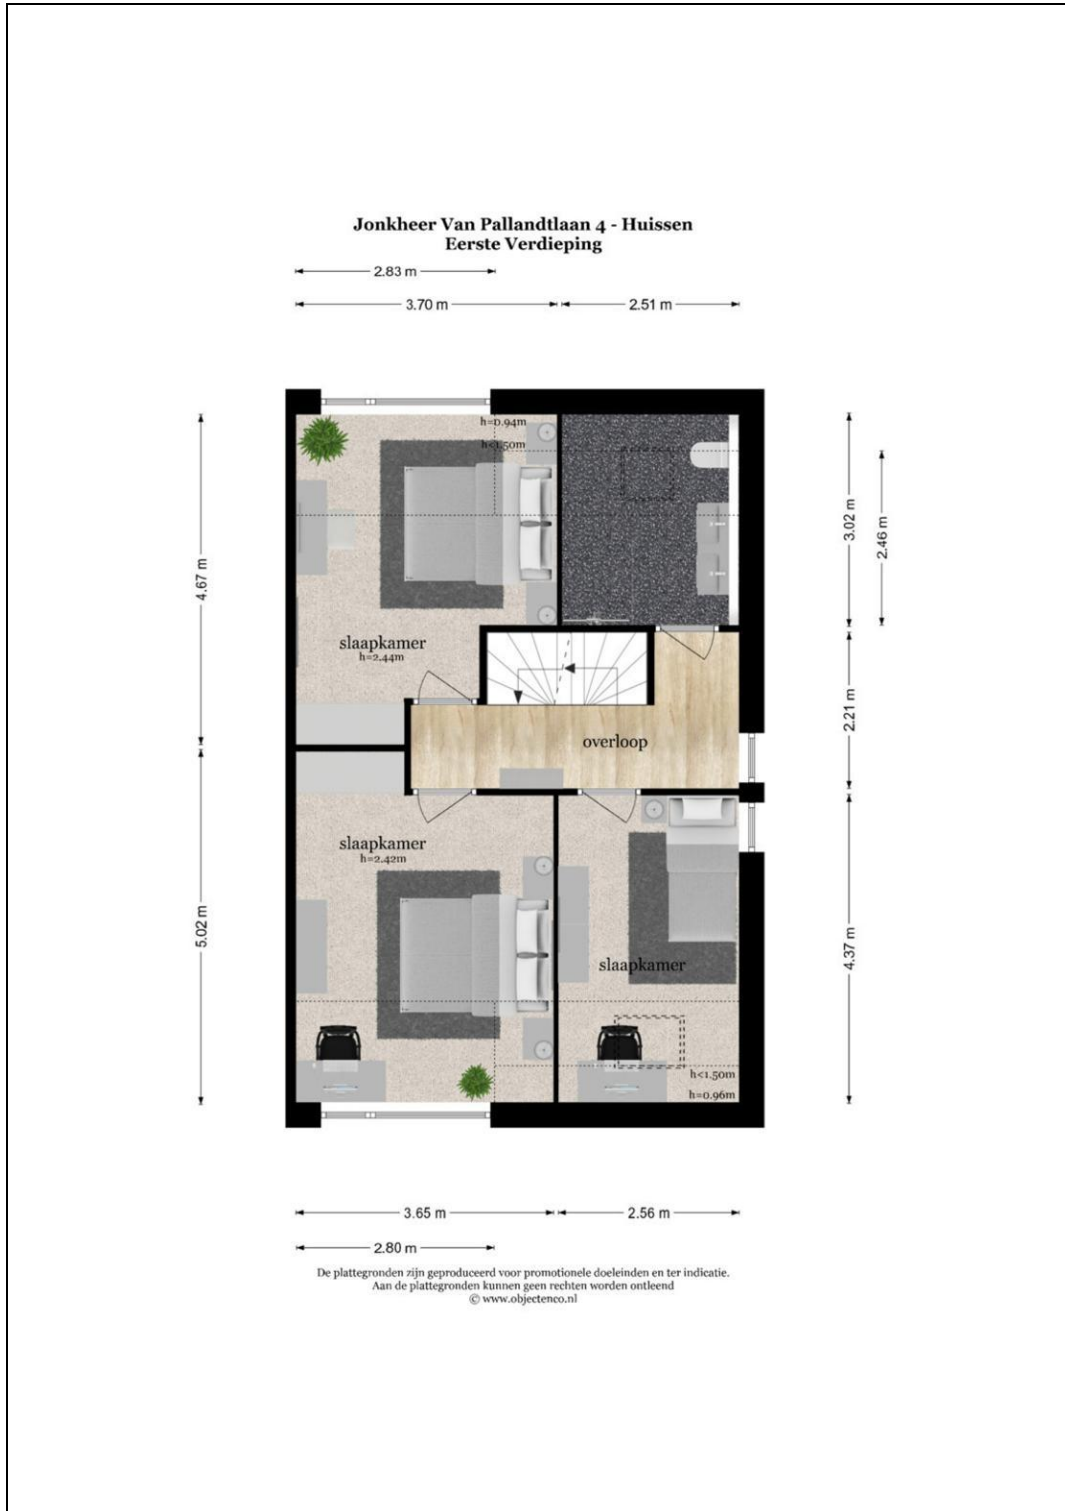 Jonkheer Van Pallandtlaan 4 - Huissen
Eerste Verdieping
2.83 m
3.70 m
2.51 m
h=0.94m
h<1.50m
3.02 m
2.46 m
4.67 m
slaapkamer
h=2.44m
2.21 m
overloop
slaapkamer
h=2.42m
5.02 m
4.37 m
slaapkamer
h<1.50m
h=0.96m
3.65 m
2.56 m
2.80 m
De plattegronden zijn geproduceerd voor promotionele doeleinden en ter indicatie.
Aan de plattegronden kunnen geen rechten worden ontleend
© www.objectenco.nl